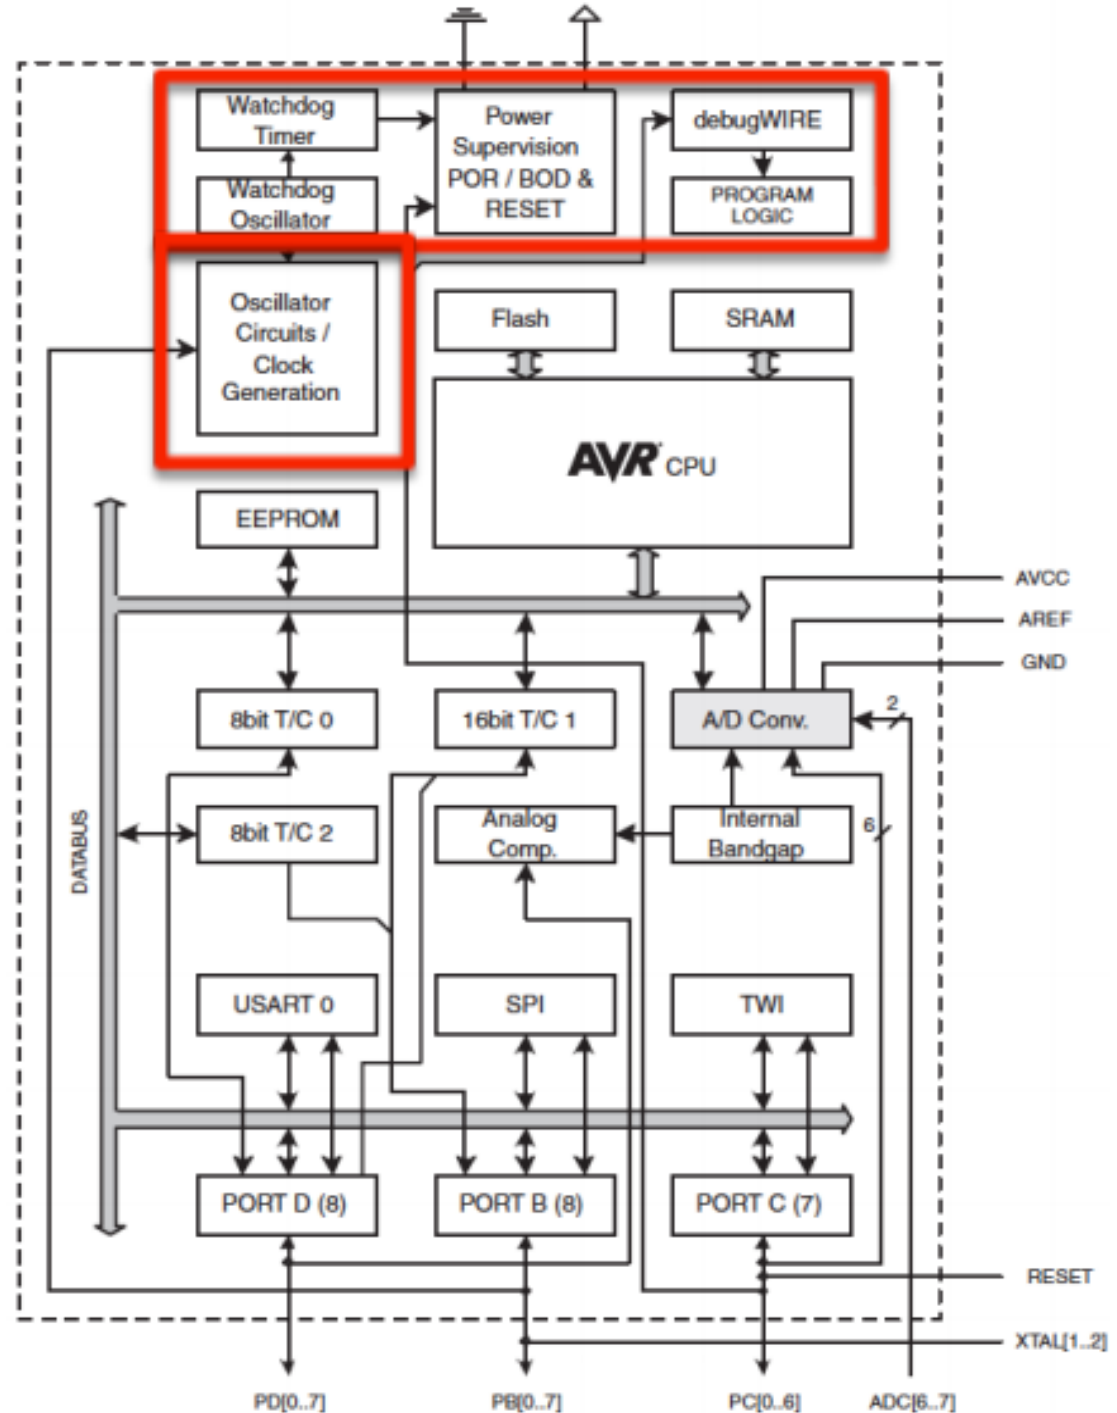 Watchdog
Timer
Power
Supervision
POR / BOD &
RESET
debugWIRE
Watchdog
Oscillator
PROGRAM
LOGIC
Oscillator
Circuits /
Clock
Generation
Flash
SRAM
AVR CPU
EEPROM
AVCC
AREF
GND
8bit T/C 0
16bit T/C 1
A/D Conv.
2
DATABUS
8bit T/C 2
Analog
Comp.
Internal
Bandgap
6
USART 0
SPI
TWI
PORT D (8)
PORT B (8)
PORT C (7)
RESET
XTAL[1..2]
PD[0..7]
PB[0..7]
PC[0..6]
ADC[6..7]